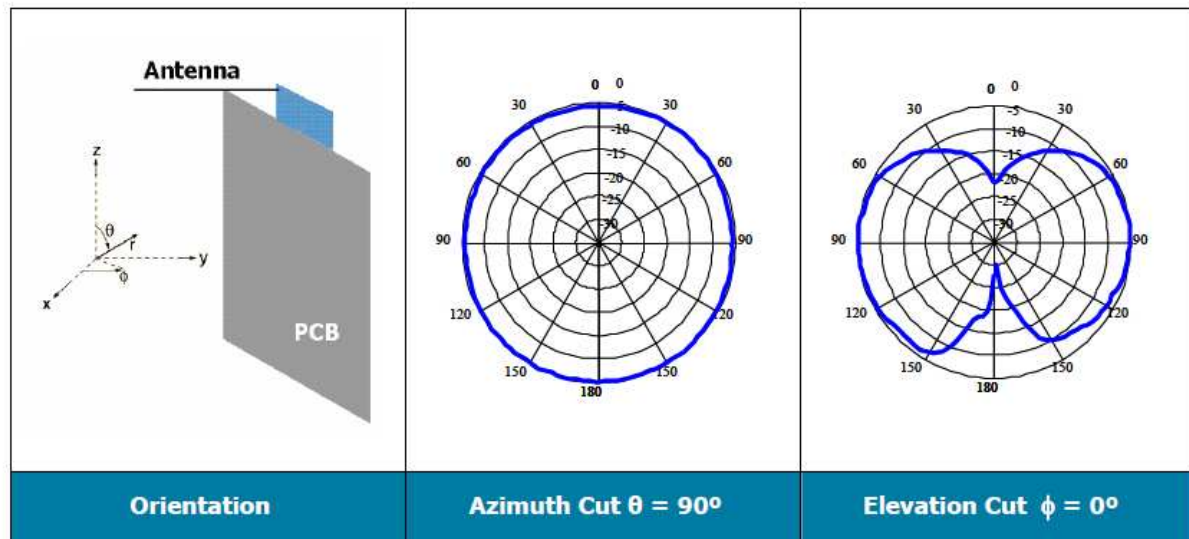 Antenna
z
θ
r
y
ϕ
x
PCB
0 0
-5
30 30
-10
-15
60 60
-20
-25
-30
90 90
120 120
150 150
180
0 0
-5
30 30
-10
-15
60 60
-20
-25
-30
90 90
120 120
150 150
180
Orientation
Azimuth Cut θ = 90º
Elevation Cut ϕ = 0º